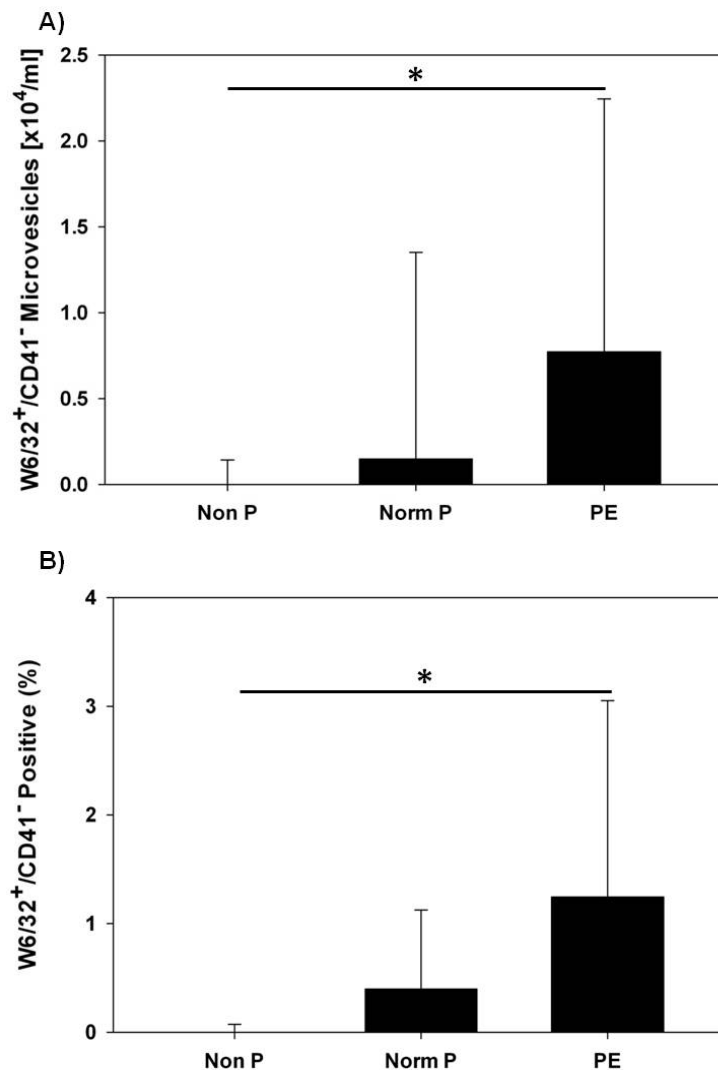 A)
W6/32⁺/CD41⁻ Microvesicles [x10⁴/ml]
2.5
2.0
1.5
1.0
0.5
0.0
*
Non P Norm P PE
B)
W6/32⁺/CD41⁻ Positive (%)
4
3
2
1
0
*
Non P Norm P PE